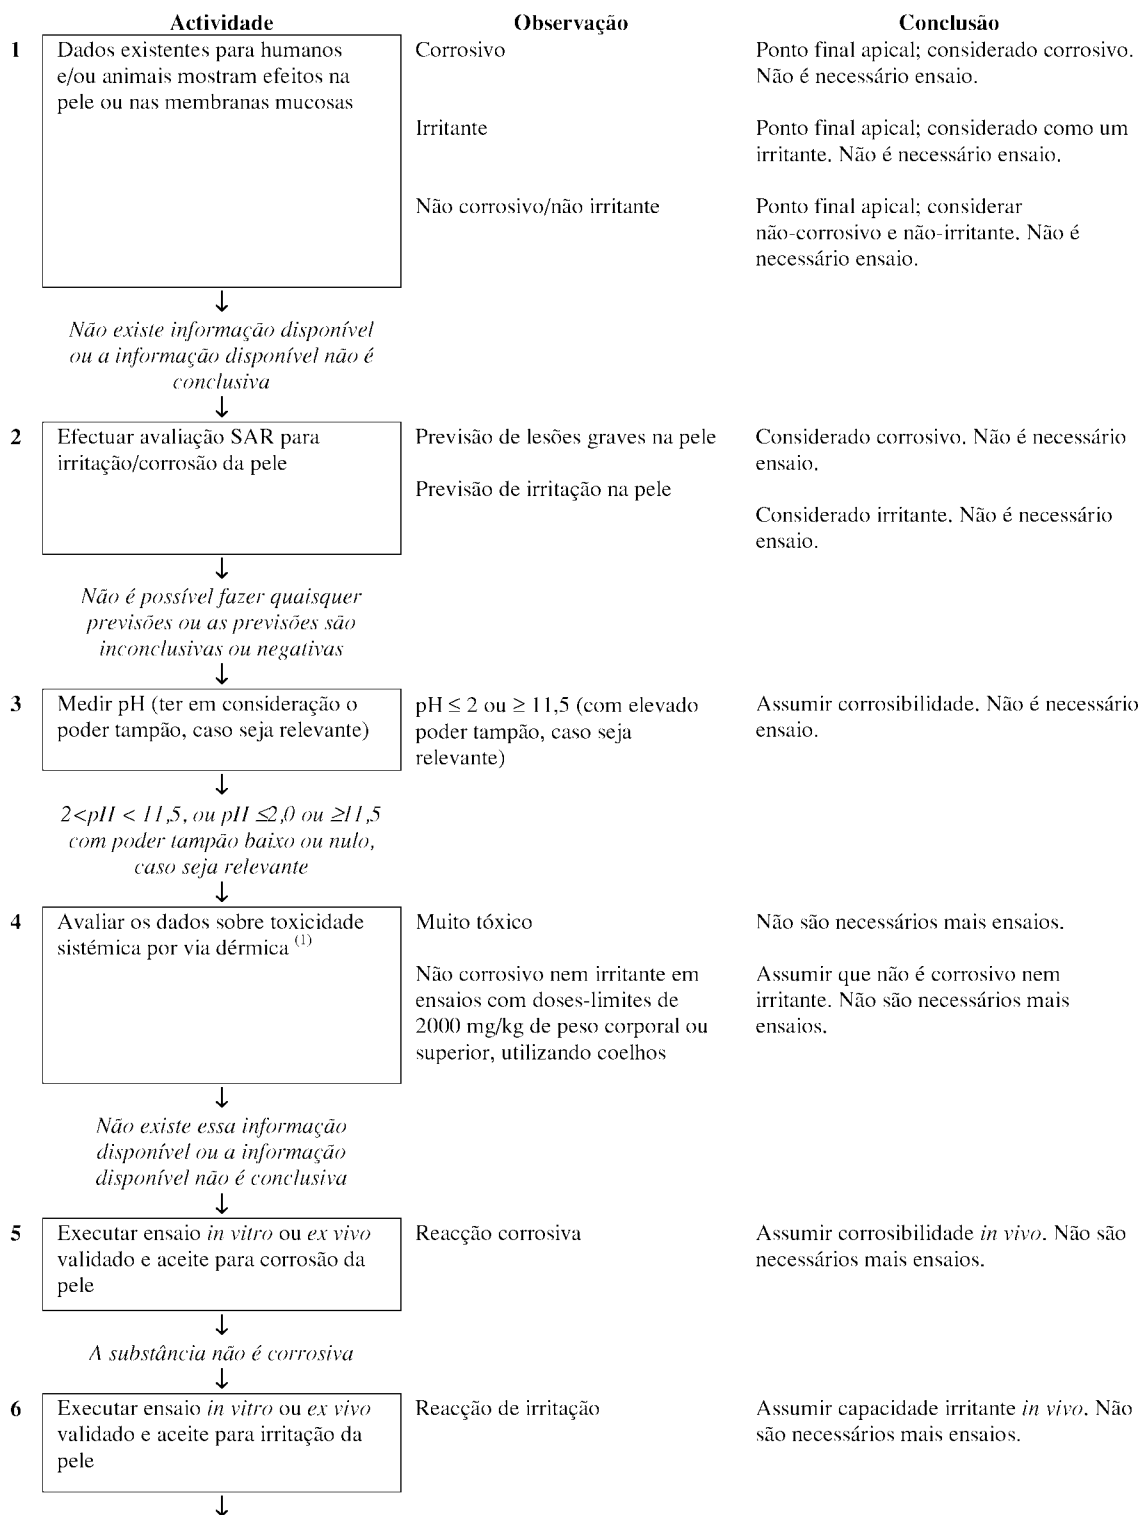 Actividade Observação Conclusão
1 Dados existentes para humanos Corrosivo Ponto final apical; considerado corrosivo.
e/ou animais mostram efeitos na Não é necessário ensaio.
pele ou nas membranas mucosas
Irritante Ponto final apical; considerado como um
irritante. Não é necessário ensaio.
Não corrosivo/não irritante Ponto final apical; considerar
não-corrosivo e não-irritante. Não é
necessário ensaio.
↓
Não existe informação disponível
ou a informação disponível não é
conclusiva
↓
2 Efectuar avaliação SAR para Previsão de lesões graves na pele Considerado corrosivo. Não é necessário
irritação/corrosão da pele ensaio.
Previsão de irritação na pele
Considerado irritante. Não é necessário
ensaio.
↓
Não é possível fazer quaisquer
previsões ou as previsões são
inconclusivas ou negativas
↓
3 Medir pH (ter em consideração o pH ≤ 2 ou ≥ 11,5 (com elevado Assumir corrosibilidade. Não é necessário
poder tampão, caso seja relevante) poder tampão, caso seja ensaio.
relevante)
↓
2<pH < 11,5, ou pH ≤2,0 ou ≥11,5
com poder tampão baixo ou nulo,
caso seja relevante
↓
4 Avaliar os dados sobre toxicidade Muito tóxico Não são necessários mais ensaios.
sistémica por via dérmica (1)
Não corrosivo nem irritante em Assumir que não é corrosivo nem
ensaios com doses-limites de irritante. Não são necessários mais
2000 mg/kg de peso corporal ou ensaios.
superior, utilizando coelhos
↓
Não existe essa informação
disponível ou a informação
disponível não é conclusiva
↓
5 Executar ensaio in vitro ou ex vivo Reacção corrosiva Assumir corrosibilidade in vivo. Não são
validado e aceite para corrosão da necessários mais ensaios.
pele
↓
A substância não é corrosiva
↓
6 Executar ensaio in vitro ou ex vivo Reacção de irritação Assumir capacidade irritante in vivo. Não
validado e aceite para irritação da são necessários mais ensaios.
pele
↓